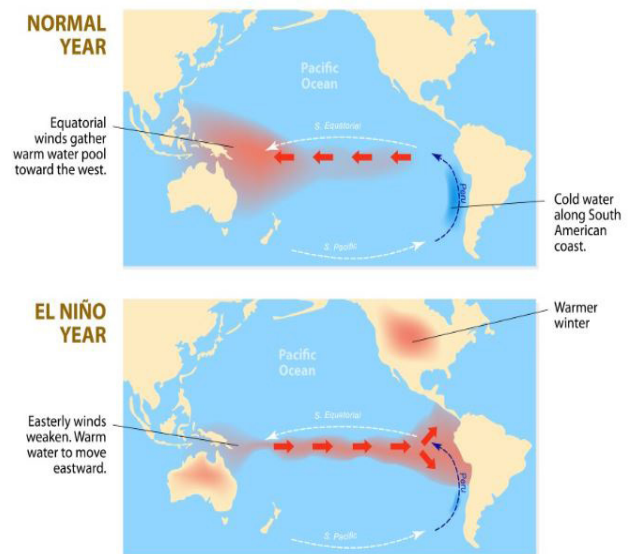 NORMAL
YEAR
Pacific
Ocean
Equatorial
winds gather
warm water pool
toward the west.
S. Equatorial
Peru
S. Pacific
Cold water
along South
American
coast.
EL NIÑO
YEAR
Warmer
winter
Pacific
Ocean
Easterly winds
weaken. Warm
water to move
eastward.
S. Equatorial
Peru
S. Pacific